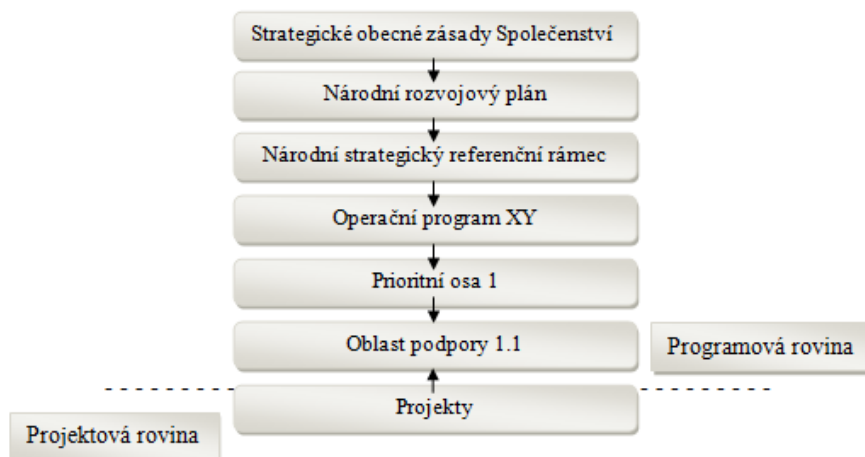 Strategické obecné zásady Společenství
Národní rozvojový plán
Národní strategický referenční rámec
Operační program XY
Prioritní osa 1
Oblast podpory 1.1
Programová rovina
Projekty
Projektová rovina